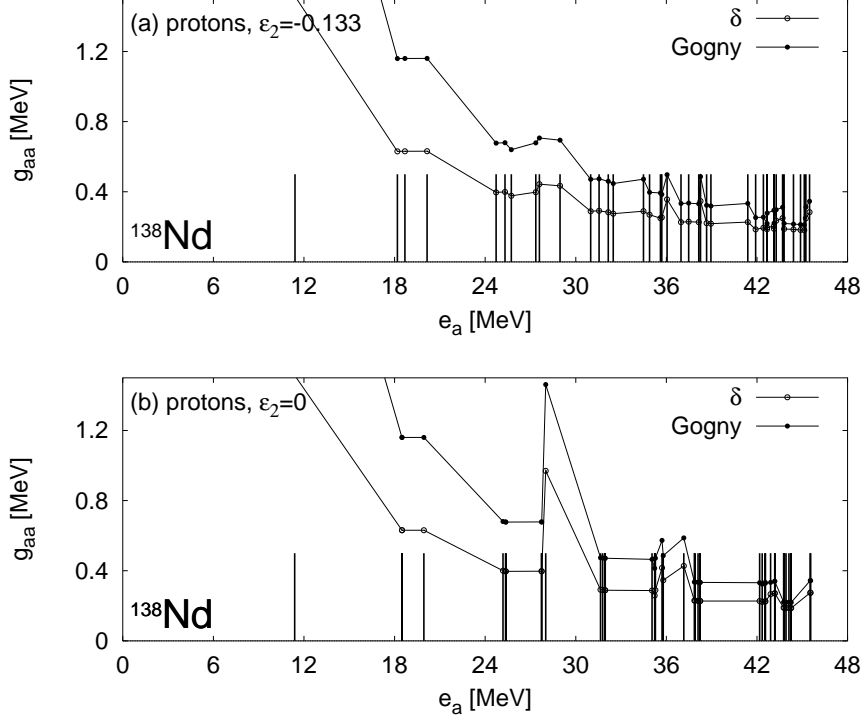 (a) protons, ε₂=-0.133
δ
Gogny
1.2
0.8
0.4
0
gₐₐ [MeV]
¹³⁸Nd
0 6 12 18 24 30 36 42 48
eₐ [MeV]
(b) protons, ε₂=0
δ
Gogny
1.2
0.8
0.4
0
gₐₐ [MeV]
¹³⁸Nd
0 6 12 18 24 30 36 42 48
eₐ [MeV]